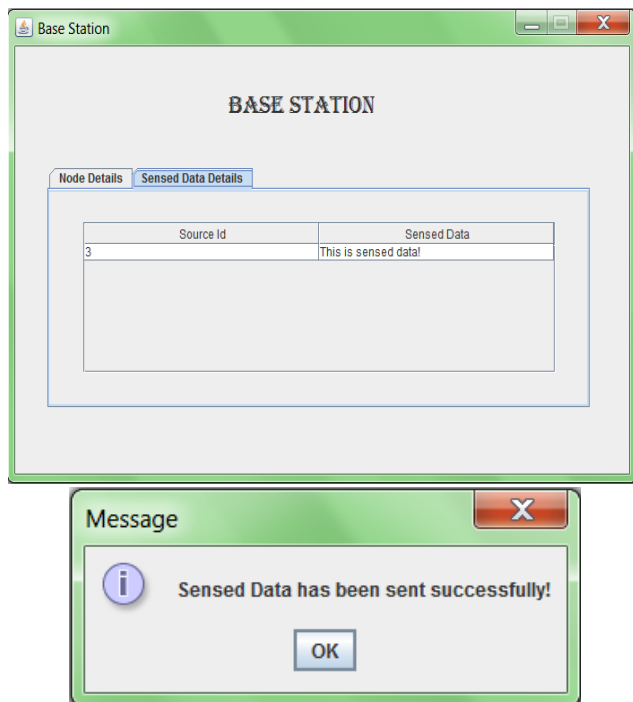 Base Station
X
BASE STATION
Node Details Sensed Data Details
Source Id Sensed Data
3 This is sensed data!
Message
X
i
Sensed Data has been sent successfully!
OK